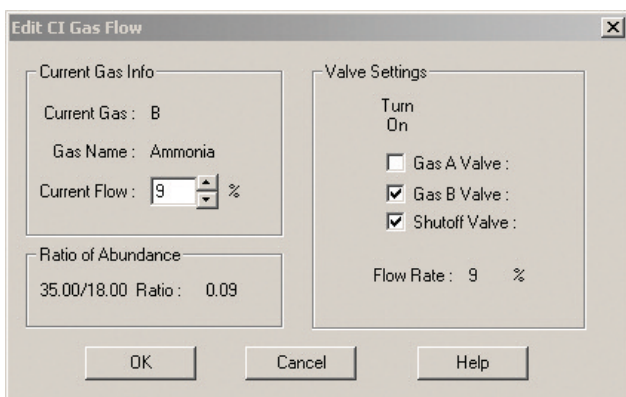 Edit CI Gas Flow
Current Gas Info
Current Gas : B
Gas Name : Ammonia
Current Flow : 9 %
Ratio of Abundance
35.00/18.00 Ratio : 0.09
Valve Settings
Turn
On
Gas A Valve :
Gas B Valve :
Shutoff Valve :
Flow Rate : 9 %
OK
Cancel
Help